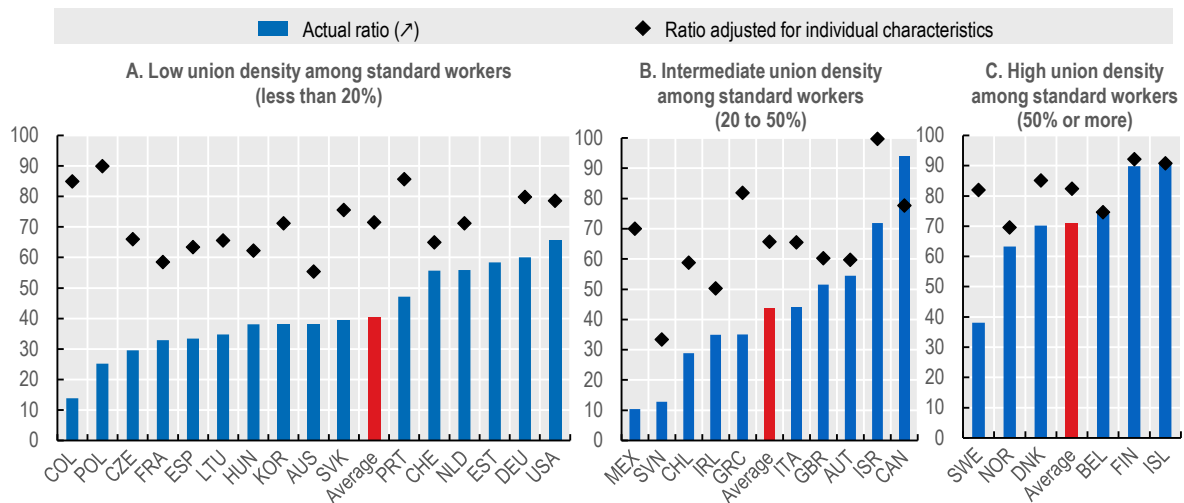 Actual ratio (↗)
Ratio adjusted for individual characteristics
A. Low union density among standard workers
(less than 20%)
100
90
80
70
60
50
40
30
20
10
0
COL
POL
CZE
FRA
ESP
LTU
HUN
KOR
AUS
SVK
Average
PRT
CHE
NLD
EST
DEU
USA
B. Intermediate union density
among standard workers
(20 to 50%)
100
90
80
70
60
50
40
30
20
10
0
MEX
SVN
CHL
IRL
GRC
Average
ITA
GBR
AUT
ISR
CAN
C. High union density
among standard workers
(50% or more)
100
90
80
70
60
50
40
30
20
10
0
SWE
NOR
DNK
Average
BEL
FIN
ISL